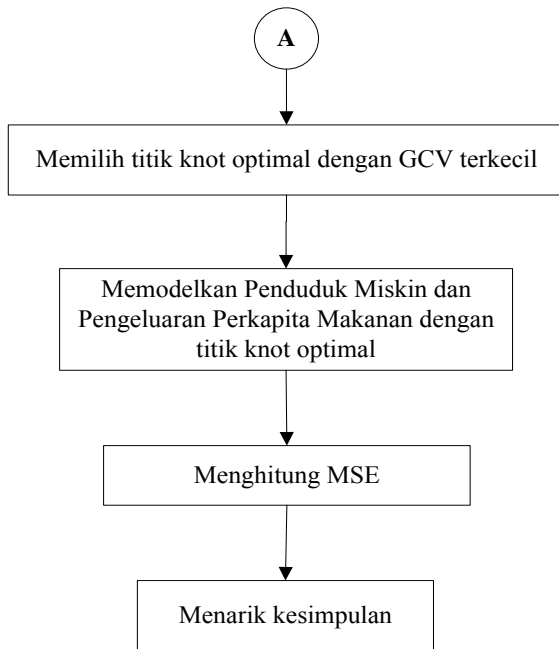 A
Memilih titik knot optimal dengan GCV terkecil
Memodelkan Penduduk Miskin dan
Pengeluaran Perkapita Makanan dengan
titik knot optimal
Menghitung MSE
Menarik kesimpulan